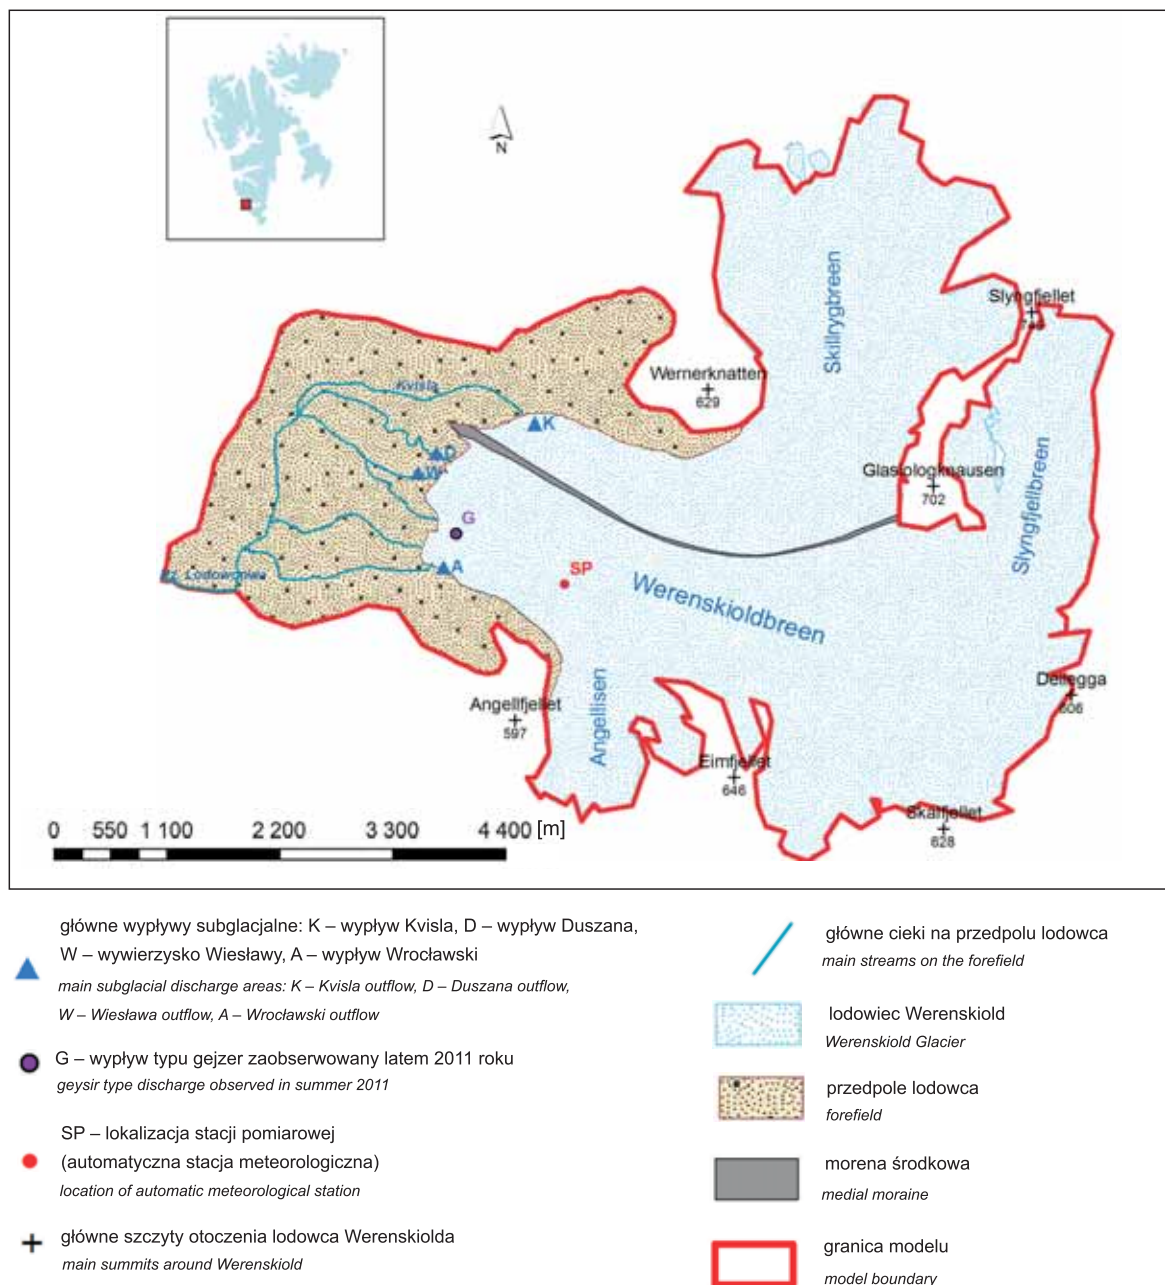 N
Skillrygbreen
Slyngfjellet
Wernerknatten
629
Kvisla
K
D
W
Glasiologknausen
702
Slyngfjellbreen
G
A
SP
Werenskioldbreen
Angellisen
Angellfjellet
597
Dellegga
606
Eimfjellet
646
Skalfjellet
628
0 550 1 100 2 200 3 300 4 400 [m]
główne wypływy subglacjalne: K – wypływ Kvisla, D – wypływ Duszana,
W – wywierzysko Wiesławy, A – wypływ Wrocławski
main subglacial discharge areas: K – Kvisla outflow, D – Duszana outflow,
W – Wiesława outflow, A – Wrocławski outflow
G – wypływ typu gejzer zaobserwowany latem 2011 roku
geysir type discharge observed in summer 2011
SP – lokalizacja stacji pomiarowej
(automatyczna stacja meteorologiczna)
location of automatic meteorological station
główne szczyty otoczenia lodowca Werenskiolda
main summits around Werenskiold
główne cieki na przedpolu lodowca
main streams on the forefield
lodowiec Werenskiold
Werenskiold Glacier
przedpole lodowca
forefield
morena środkowa
medial moraine
granica modelu
model boundary